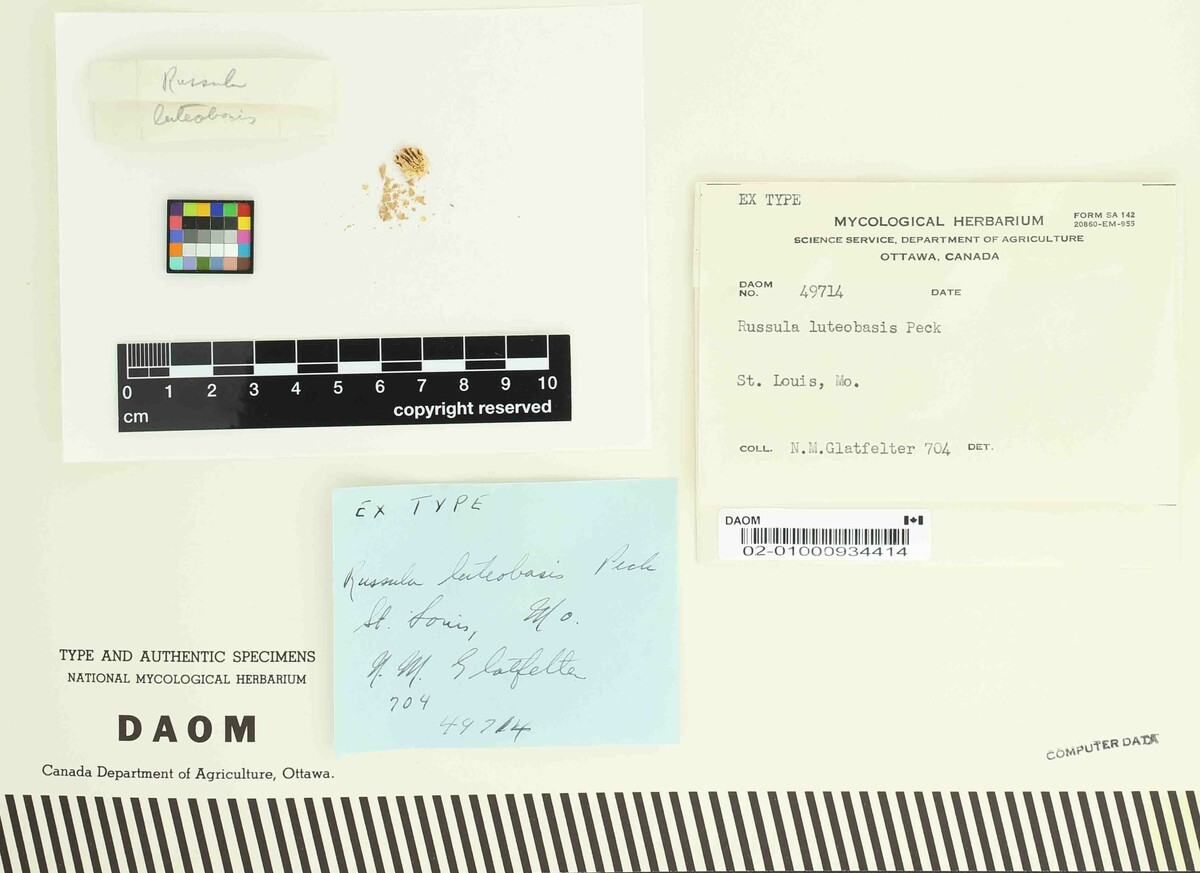 Russula
luteobasis
0 1 2 3 4 5 6 7 8 9 10
cm
copyright reserved
EX TYPE
MYCOLOGICAL HERBARIUM
FORM SA 142
20860-EM-955
SCIENCE SERVICE, DEPARTMENT OF AGRICULTURE
OTTAWA, CANADA
DAOM
NO. 49714 DATE
Russula luteobasis Peck
St. Louis, Mo.
COLL. N.M.Glatfelter 704 DET.
DAOM
02-01000934414
EX TYPE
Russula luteobasis Peck
St. Louis, Mo.
N. M. Glatfelter
704
49714
TYPE AND AUTHENTIC SPECIMENS
NATIONAL MYCOLOGICAL HERBARIUM
DAOM
Canada Department of Agriculture, Ottawa.
COMPUTER DATA